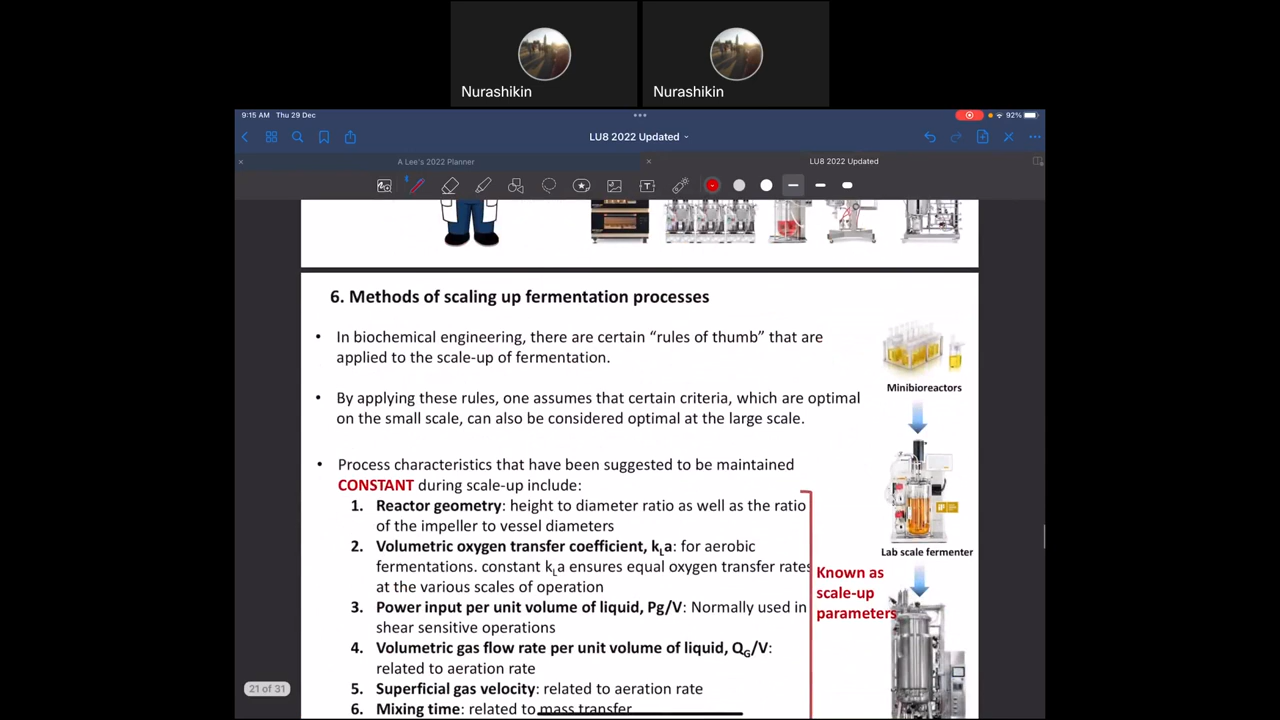 Nurashikin
Nurashikin
9:15 AM Thu 29 Dec
92%
LU8 2022 Updated
A Lee's 2022 Planner
LU8 2022 Updated
6. Methods of scaling up fermentation processes
• In biochemical engineering, there are certain “rules of thumb” that are
applied to the scale-up of fermentation.
• By applying these rules, one assumes that certain criteria, which are optimal
on the small scale, can also be considered optimal at the large scale.
• Process characteristics that have been suggested to be maintained
CONSTANT during scale-up include:
1. Reactor geometry: height to diameter ratio as well as the ratio
of the impeller to vessel diameters
2. Volumetric oxygen transfer coefficient, kLa: for aerobic
fermentations. constant kLa ensures equal oxygen transfer rates
at the various scales of operation
3. Power input per unit volume of liquid, Pg/V: Normally used in
shear sensitive operations
4. Volumetric gas flow rate per unit volume of liquid, QG/V:
related to aeration rate
5. Superficial gas velocity: related to aeration rate
6. Mixing time: related to mass transfer
Known as
scale-up
parameters
Minibioreactors
Lab scale fermenter
21 of 31